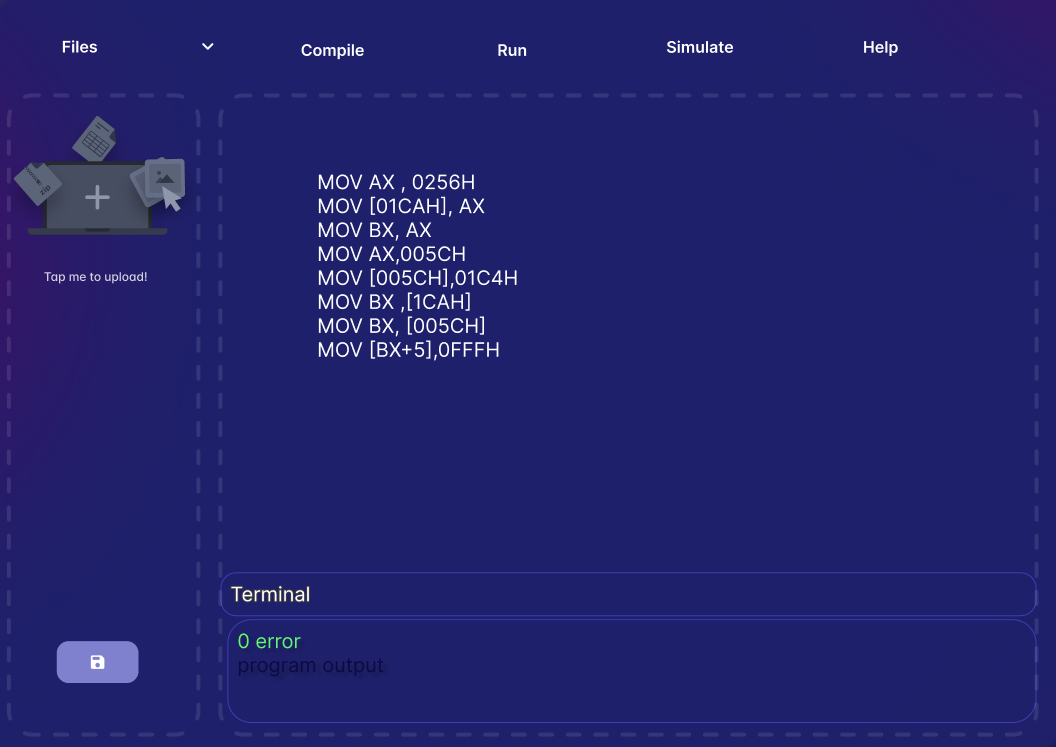 Files
Compile
Run
Simulate
Help
zip
Tap me to upload!
MOV AX , 0256H
MOV [01CAH], AX
MOV BX, AX
MOV AX,005CH
MOV [005CH],01C4H
MOV BX ,[1CAH]
MOV BX, [005CH]
MOV [BX+5],0FFFH
Terminal
0 error
program output